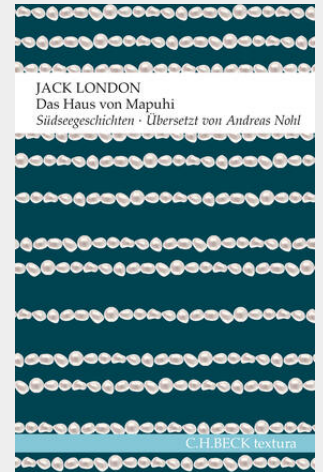 JACK LONDON
Das Haus von Mapuhi
Südseegeschichten · Übersetzt von Andreas Nohl
C.H.BECK textura